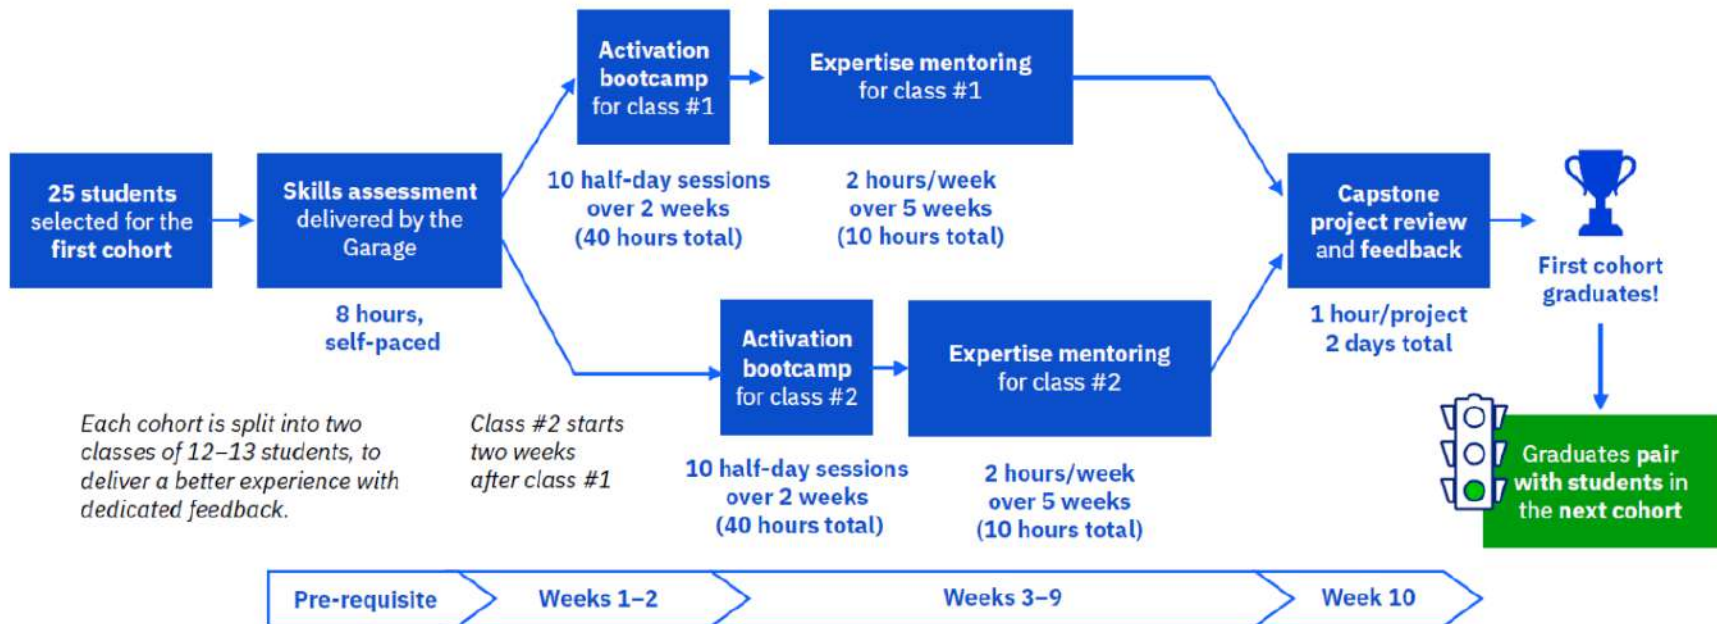 25 students
selected for the
first cohort
Skills assessment
delivered by the
Garage
8 hours,
self-paced
Activation
bootcamp
for class #1
10 half-day sessions
over 2 weeks
(40 hours total)
Expertise mentoring
for class #1
2 hours/week
over 5 weeks
(10 hours total)
Activation
bootcamp
for class #2
10 half-day sessions
over 2 weeks
(40 hours total)
Expertise mentoring
for class #2
2 hours/week
over 5 weeks
(10 hours total)
Capstone
project review
and feedback
1 hour/project
2 days total
First cohort
graduates!
Graduates pair
with students in
the next cohort
Each cohort is split into two
classes of 12–13 students, to
deliver a better experience with
dedicated feedback.
Class #2 starts
two weeks
after class #1
Pre-requisite
Weeks 1–2
Weeks 3–9
Week 10